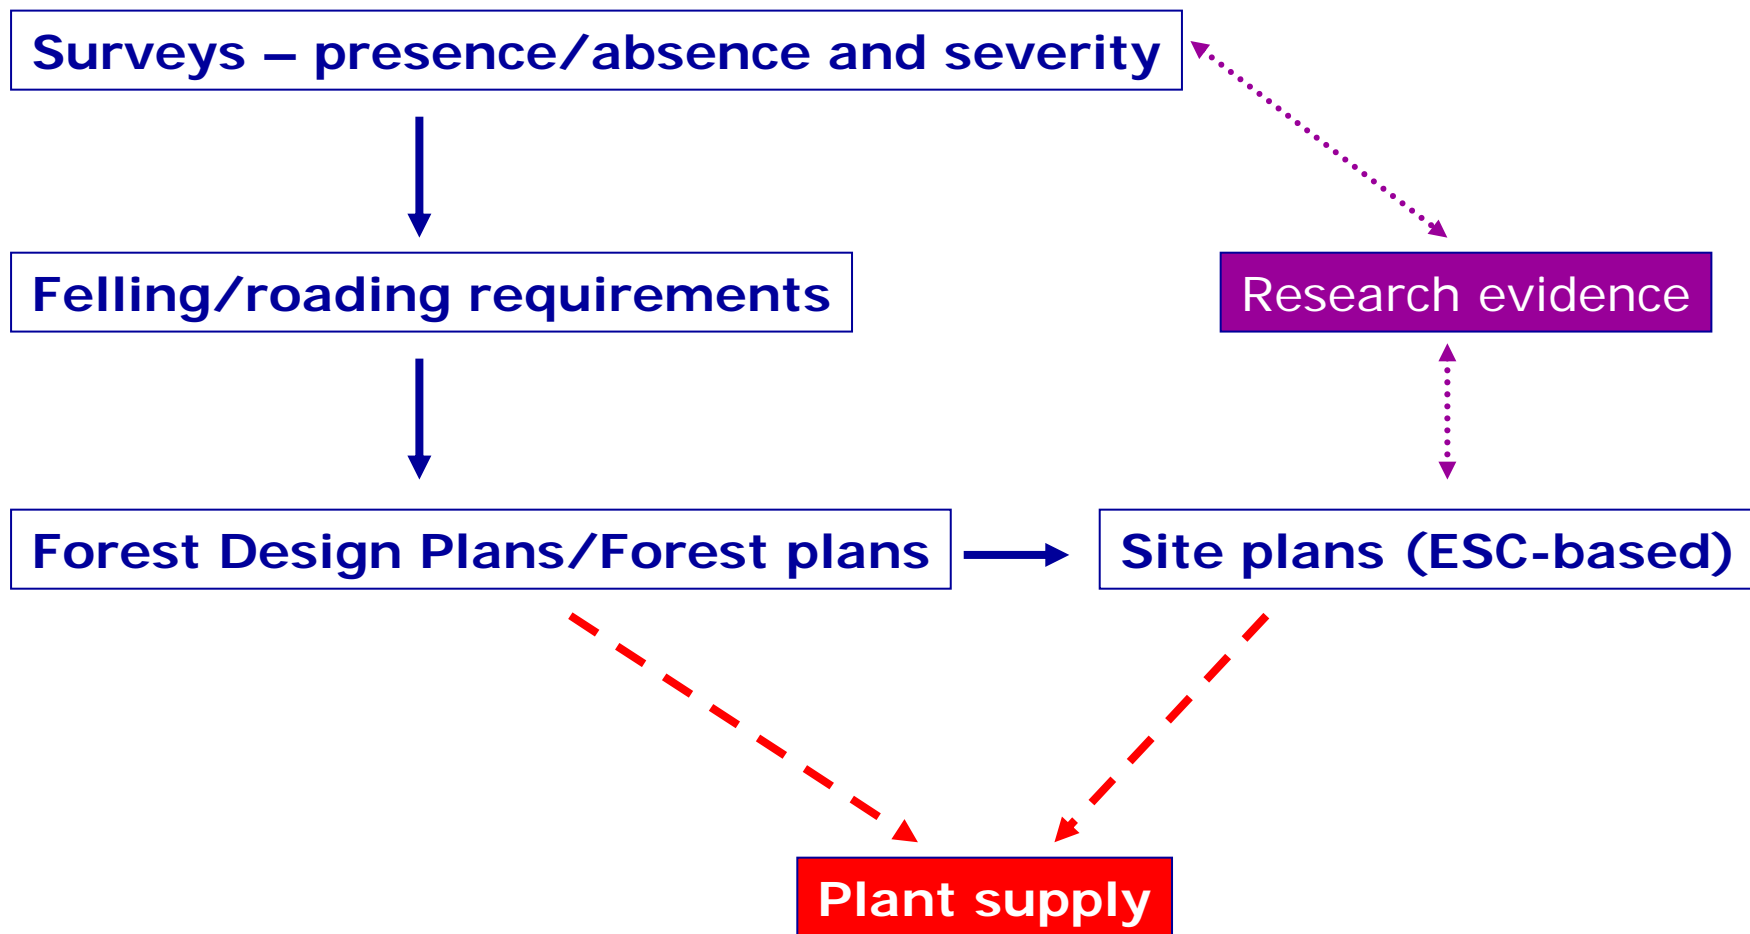 Surveys – presence/absence and severity
Felling/roading requirements
Research evidence
Forest Design Plans/Forest plans
Site plans (ESC-based)
Plant supply